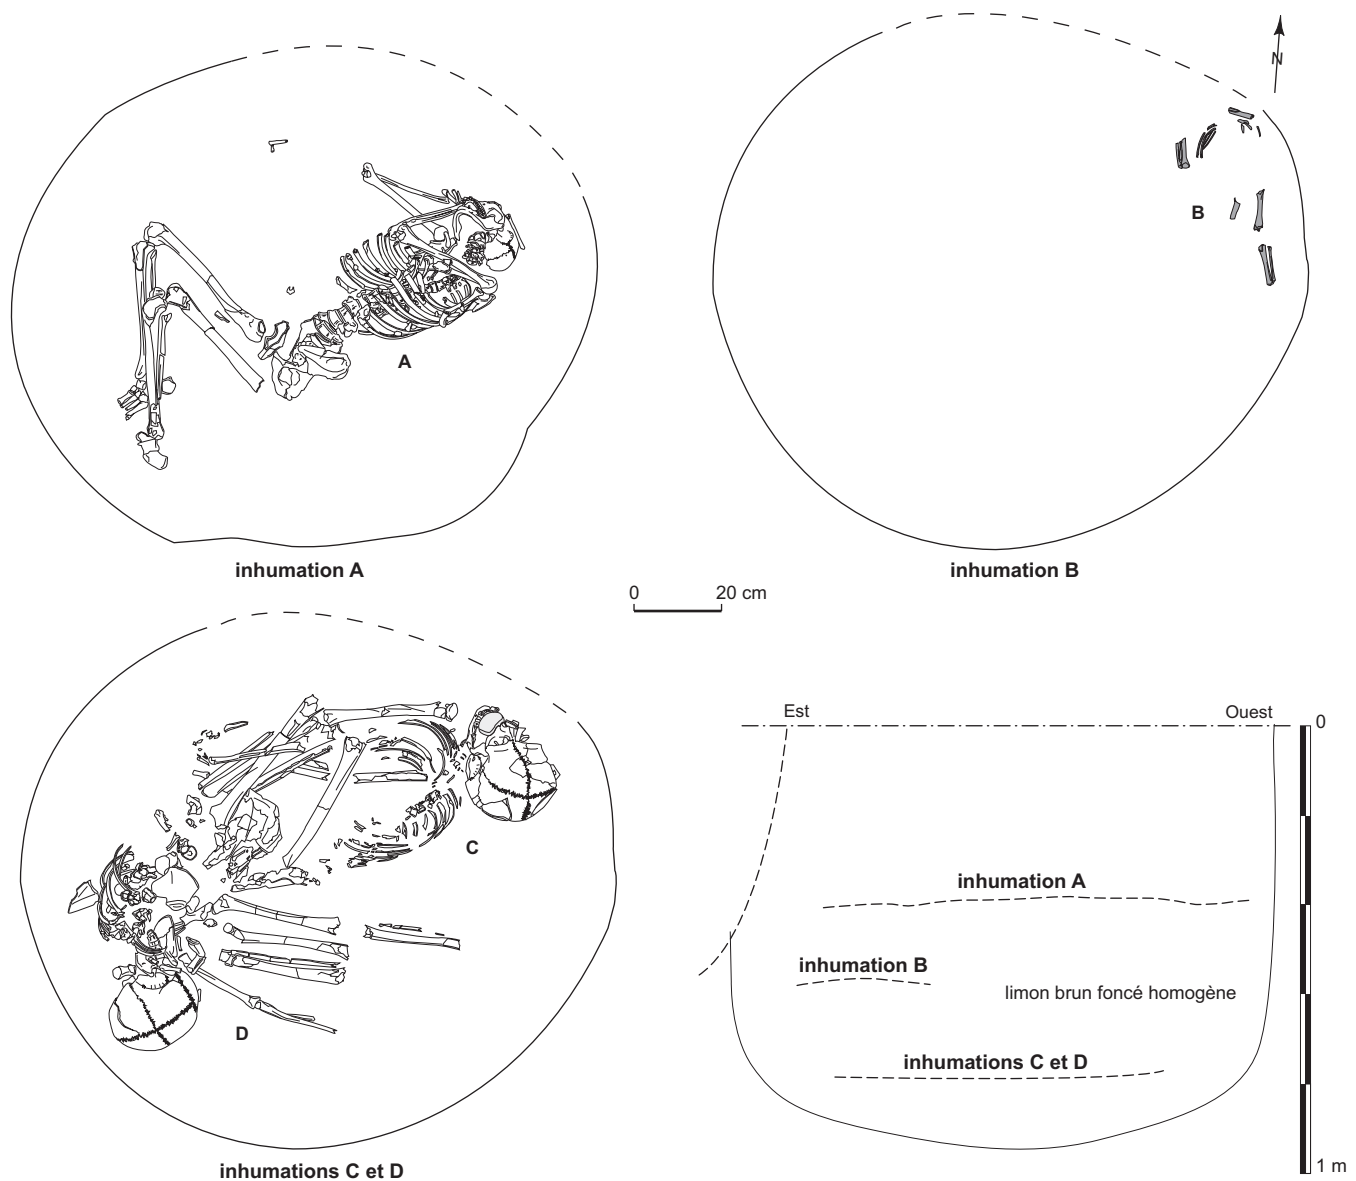 N
B
A
inhumation A
inhumation B
0 20 cm
Est
Ouest
0
C
inhumation A
inhumation B
limon brun foncé homogène
D
inhumations C et D
inhumations C et D
1 m